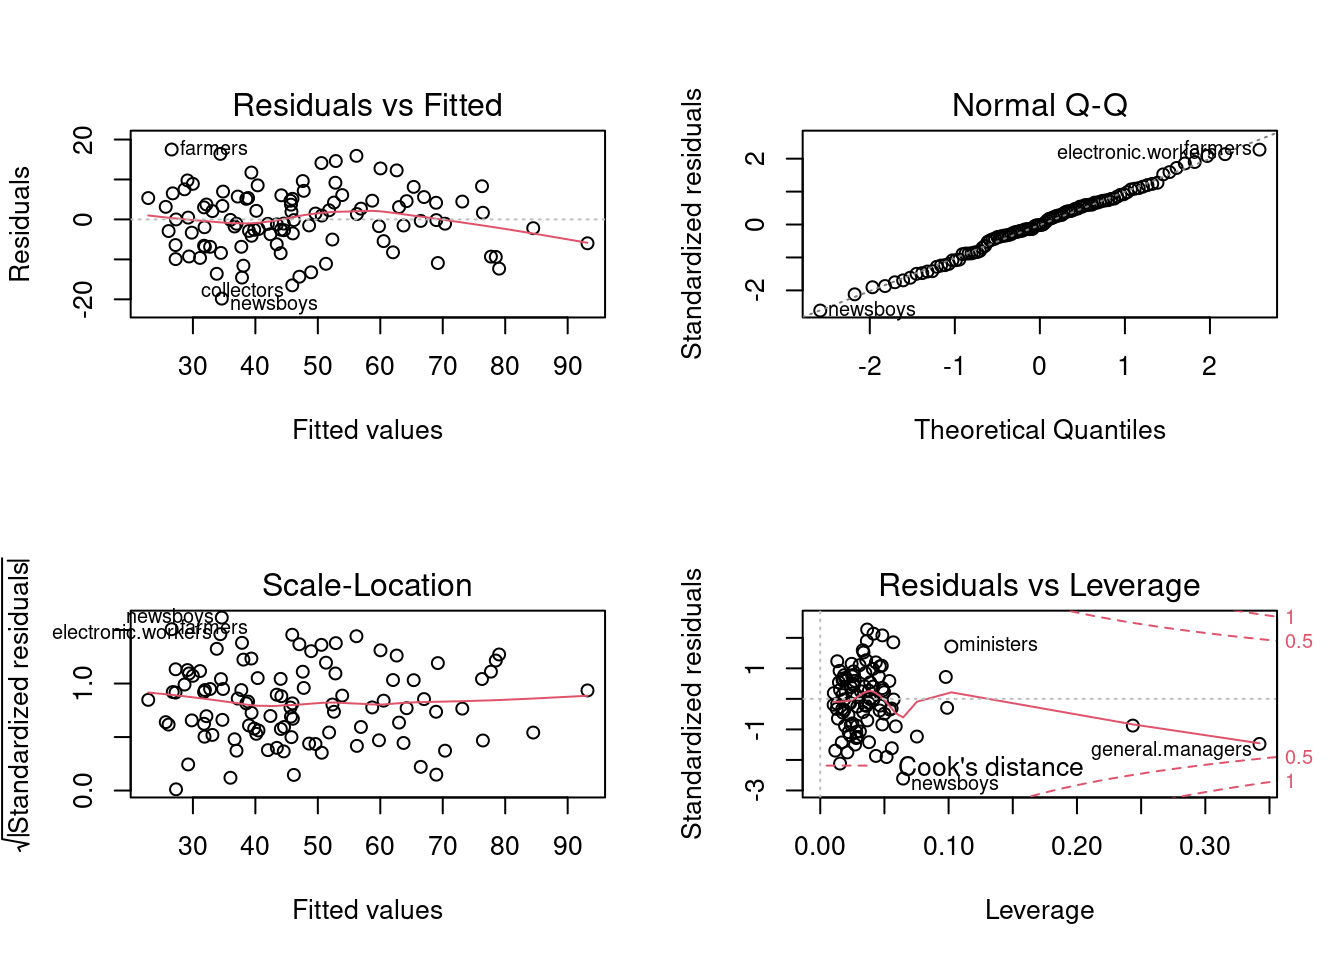 Residuals vs Fitted
Residuals
20
0
-20
farmers
collectors
newsboys
30 40 50 60 70 80 90
Fitted values
Normal Q-Q
Standardized residuals
2
0
-2
electronic.workers
farmers
newsboys
-2 -1 0 1 2
Theoretical Quantiles
Scale-Location
√|Standardized residuals|
1.0
0.0
newsboys
electronic.workers
farmers
30 40 50 60 70 80 90
Fitted values
Residuals vs Leverage
Standardized residuals
1
-1
-3
1
0.5
ministers
general.managers
0.5
Cook's distance
1
newsboys
0.00 0.10 0.20 0.30
Leverage